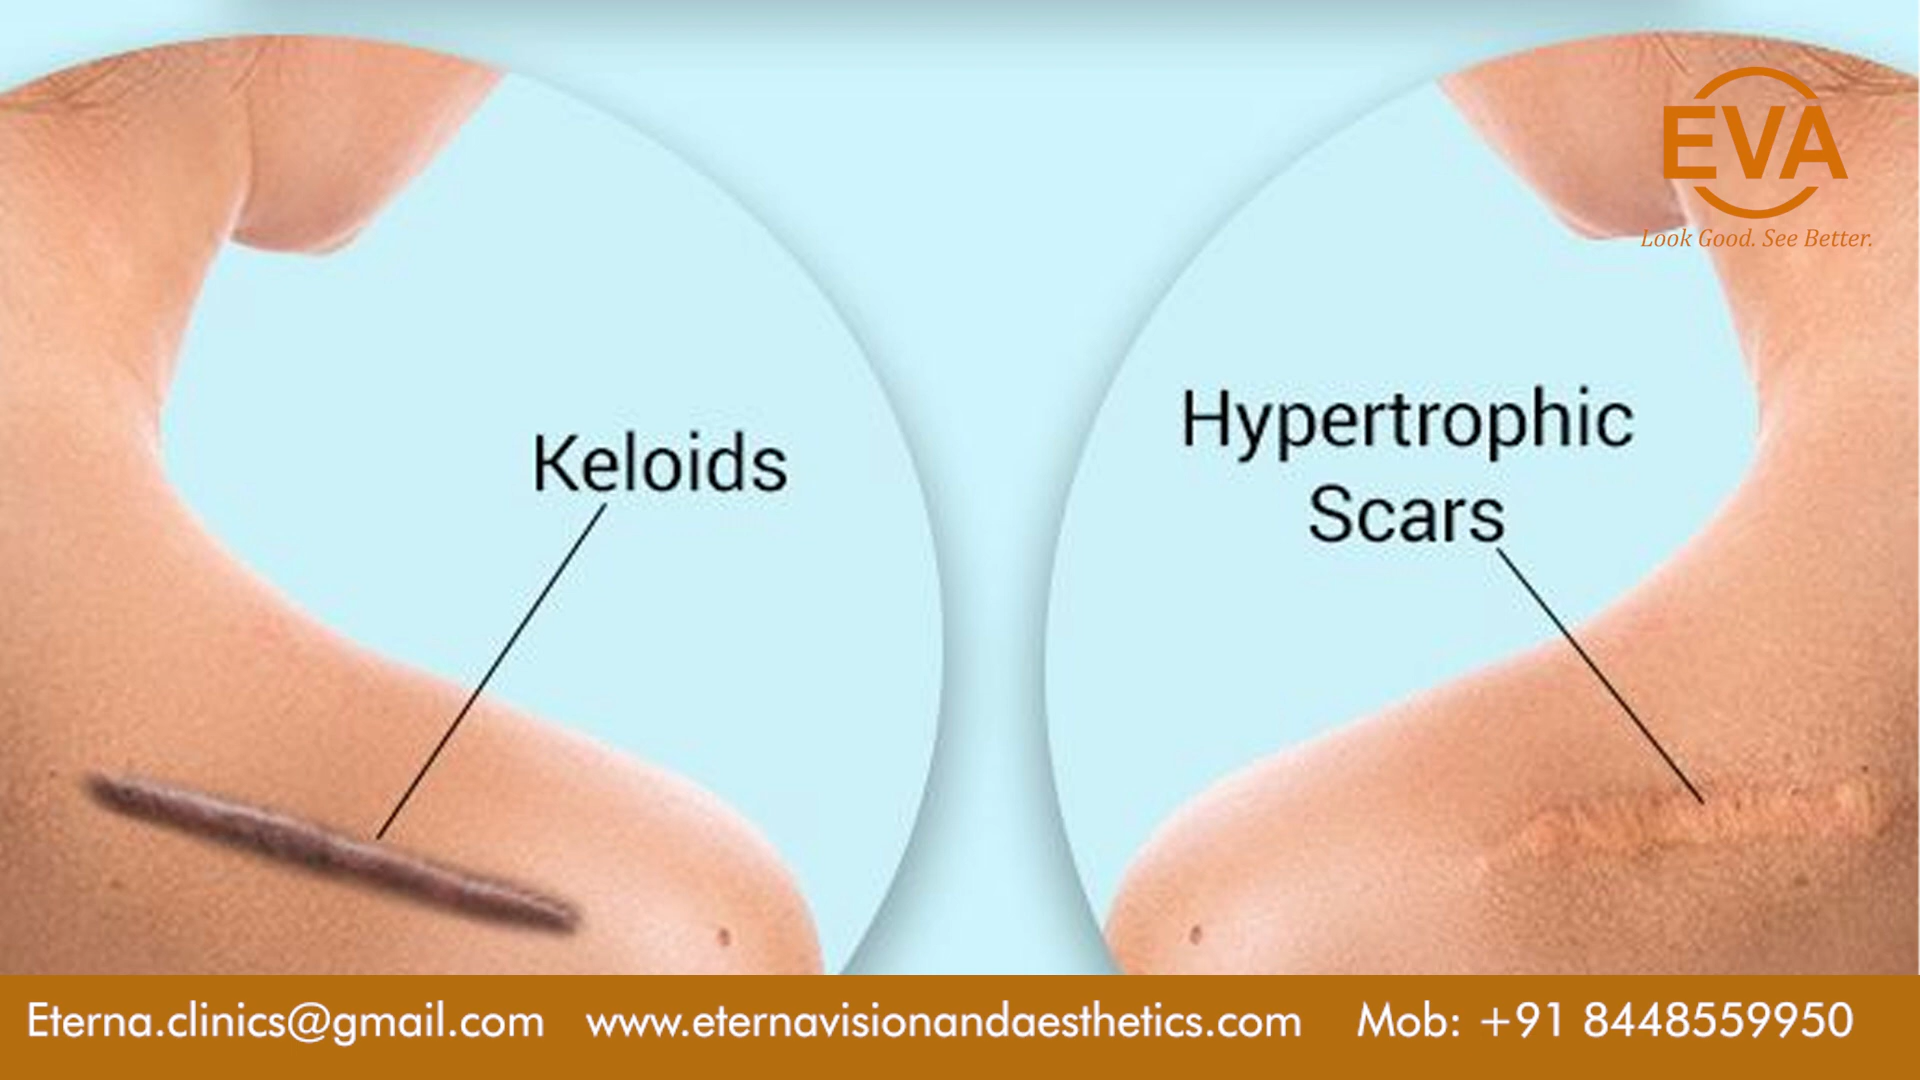 EVA
Look Good. See Better.
Keloids
Hypertrophic
Scars
Eterna.clinics@gmail.com www.eternavisionandaesthetics.com Mob: +91 8448559950